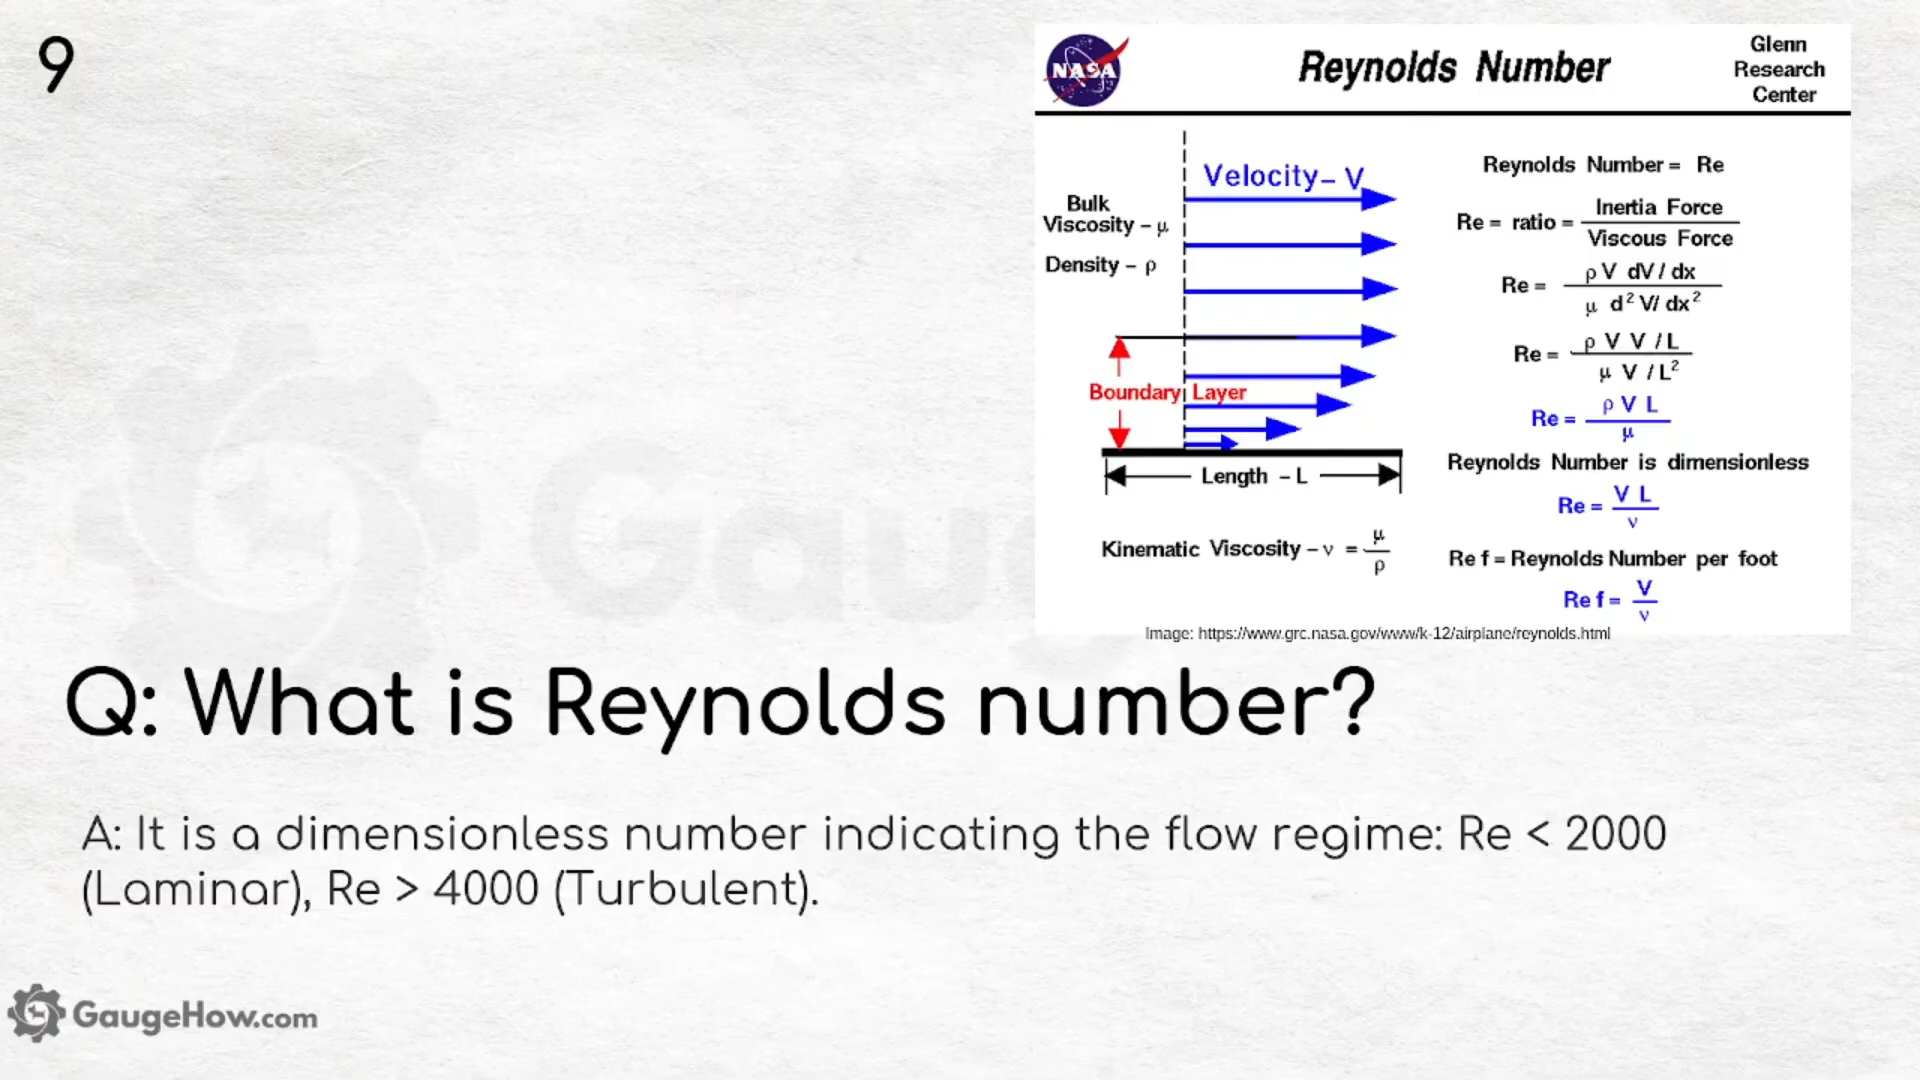 9
NASA
Reynolds Number
Glenn
Research
Center
Velocity – V
Bulk
Viscosity – μ
Density – ρ
Boundary Layer
Length – L
Kinematic Viscosity – ν = μ / ρ
Reynolds Number = Re
Re = ratio = Inertia Force / Viscous Force
Re = ρ V dV / dx / μ d² V/ dx²
Re = ρ V V / L / μ V / L²
Re = ρ V L / μ
Reynolds Number is dimensionless
Re = V L / ν
Re f = Reynolds Number per foot
Re f = V / ν
Image: https://www.grc.nasa.gov/www/k-12/airplane/reynolds.html
Q: What is Reynolds number?
A: It is a dimensionless number indicating the flow regime: Re < 2000
(Laminar), Re > 4000 (Turbulent).
GaugeHow.com